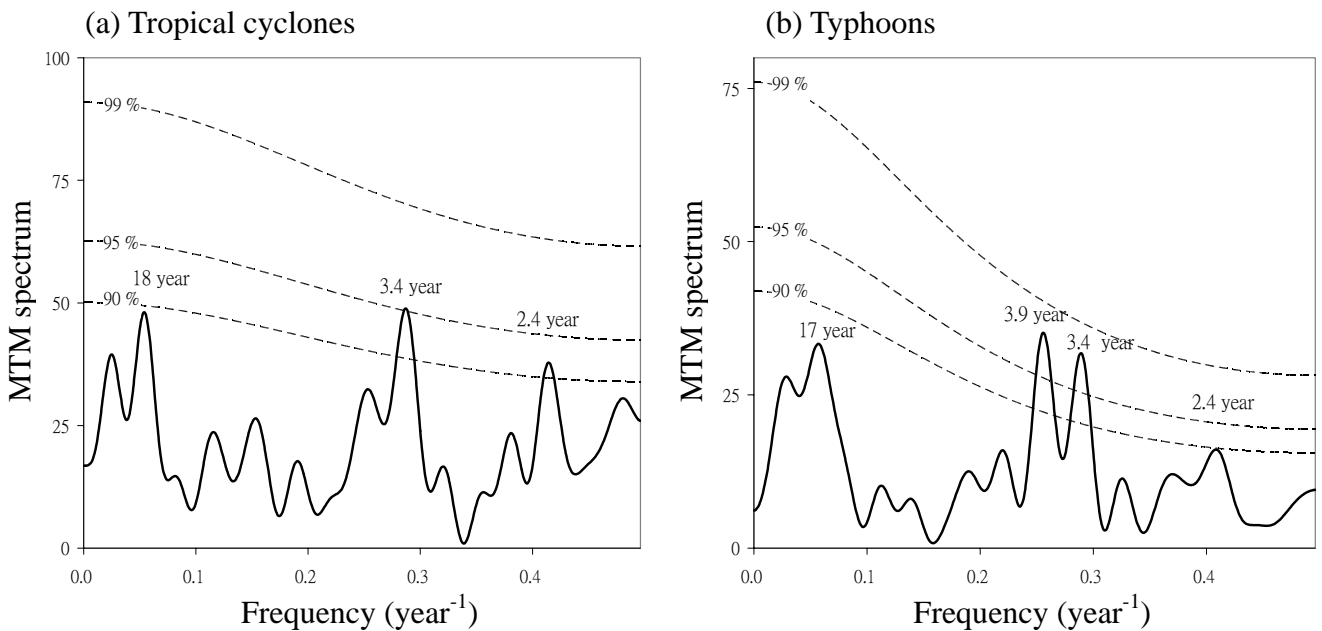 (a) Tropical cyclones
100
75
50
25
0
MTM spectrum
99 %
95 %
90 %
18 year
3.4 year
2.4 year
0.0 0.1 0.2 0.3 0.4
Frequency (year-1)
(b) Typhoons
75
50
25
0
MTM spectrum
99 %
95 %
90 %
17 year
3.9 year
3.4 year
2.4 year
0.0 0.1 0.2 0.3 0.4
Frequency (year-1)